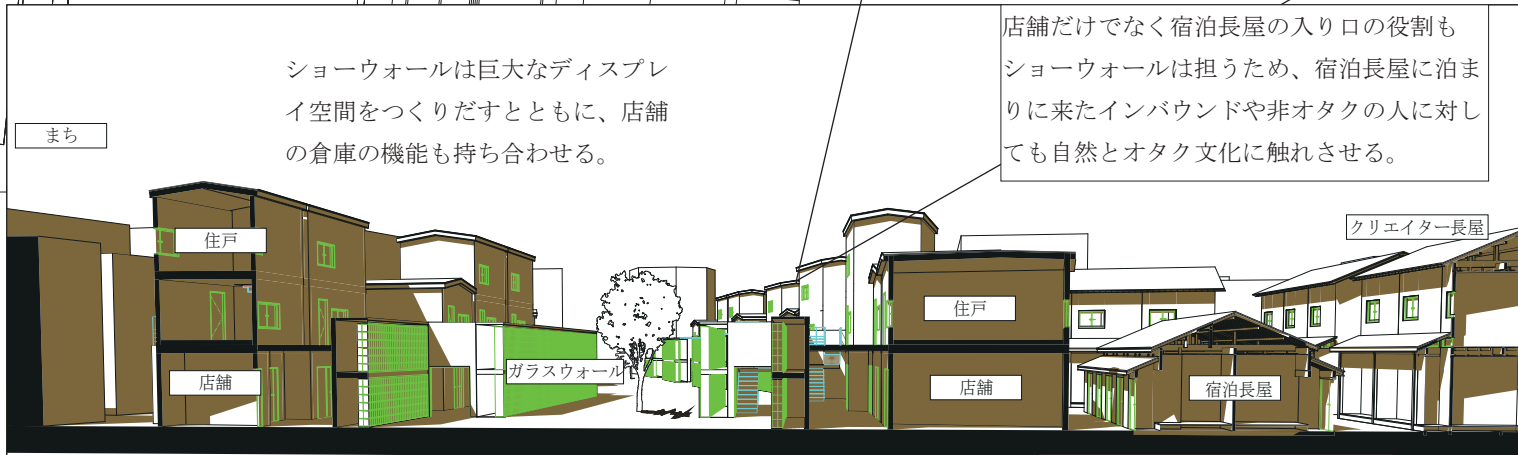 店舗だけでなく宿泊長屋の入り口の役割も
ショーウォールは担うため、宿泊長屋に泊ま
りに来たインバウンドや非オタクの人に対し
ても自然とオタク文化に触れさせる。
ショーウォールは巨大なディスプレ
イ空間をつくりだすとともに、店舗
の倉庫の機能も持ち合わせる。
まち
クリエイター長屋
住戸
住戸
ガラスウォール
店舗
店舗
宿泊長屋